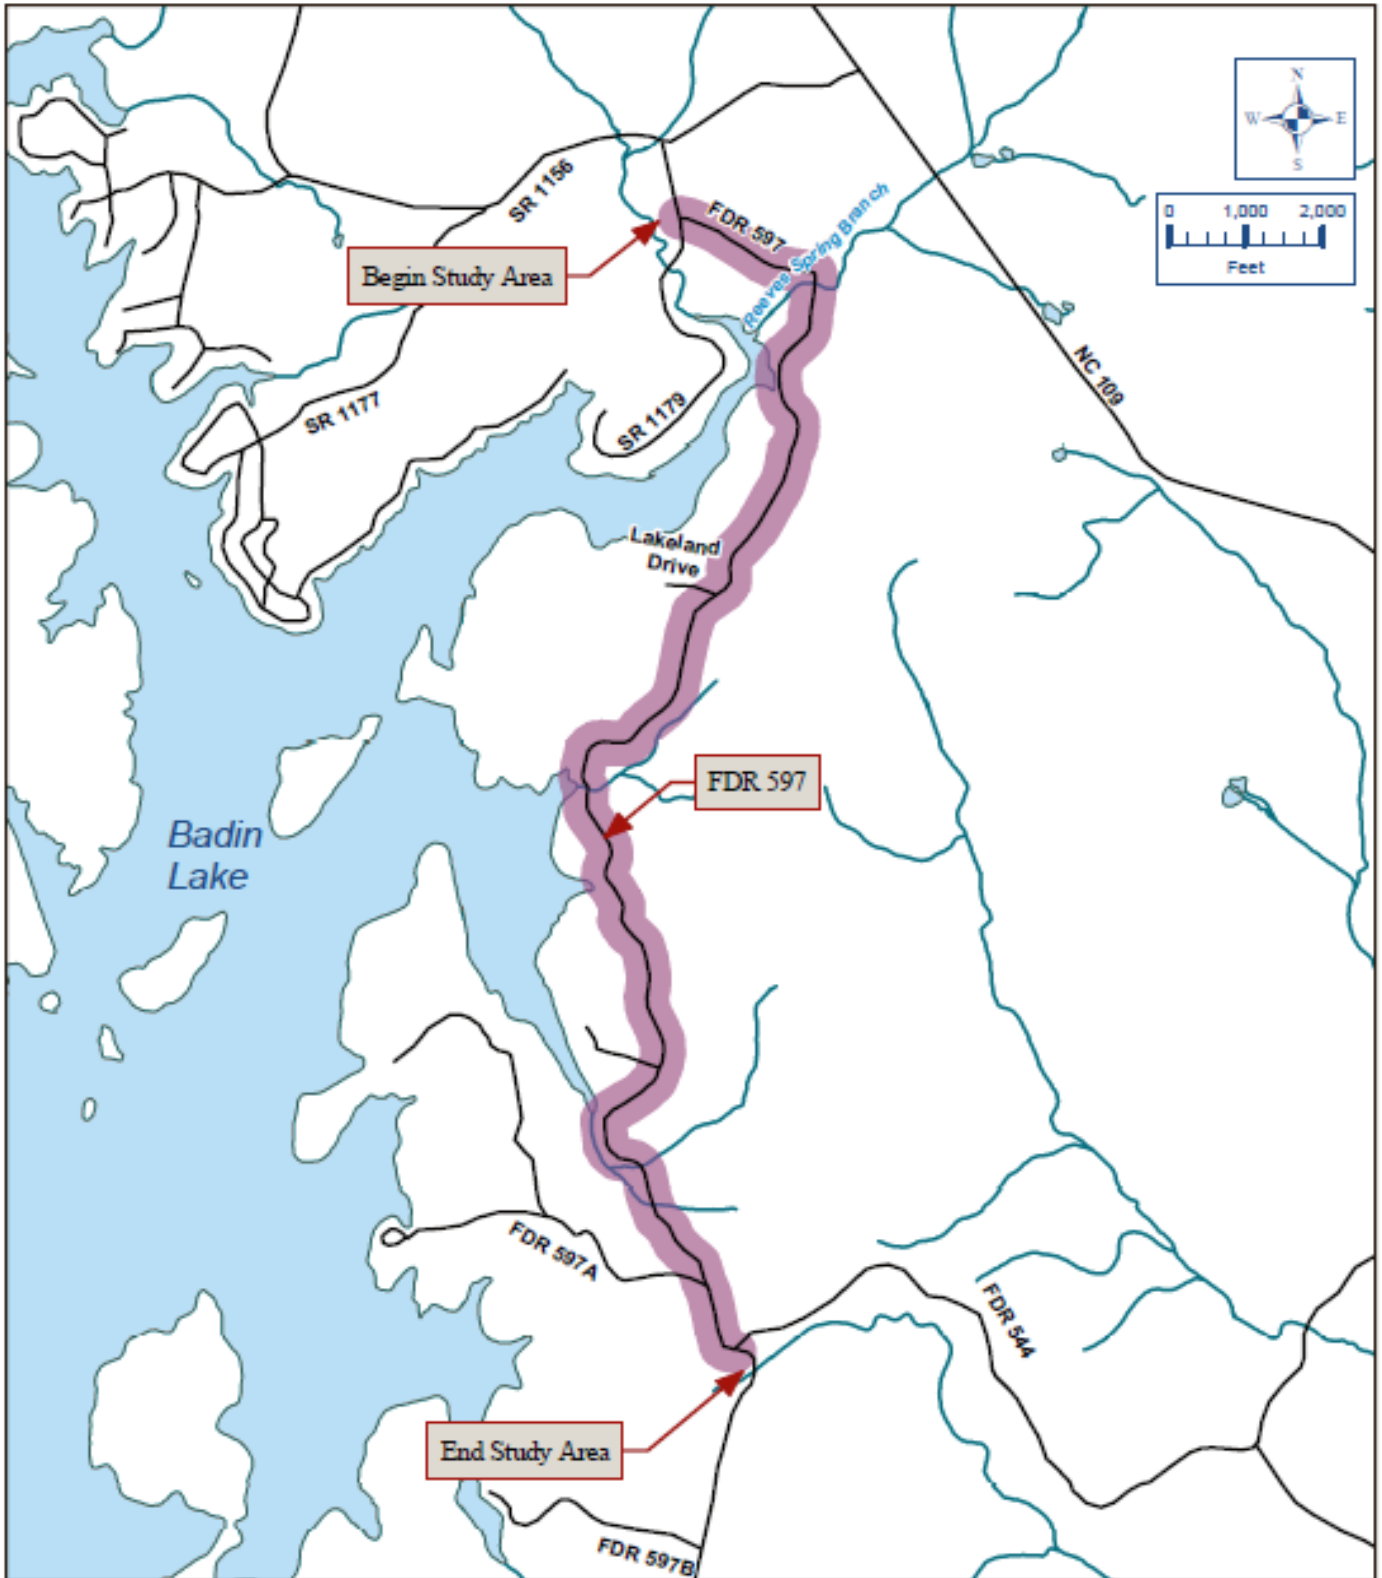 N
W E
S
0 1,000 2,000
Feet
SR 1156
FDR 597
Reeves Spring Branch
Begin Study Area
NC 109
SR 1177
SR 1179
Lakeland
Drive
FDR 597
Badin
Lake
FDR 597A
FDR 544
End Study Area
FDR 597B